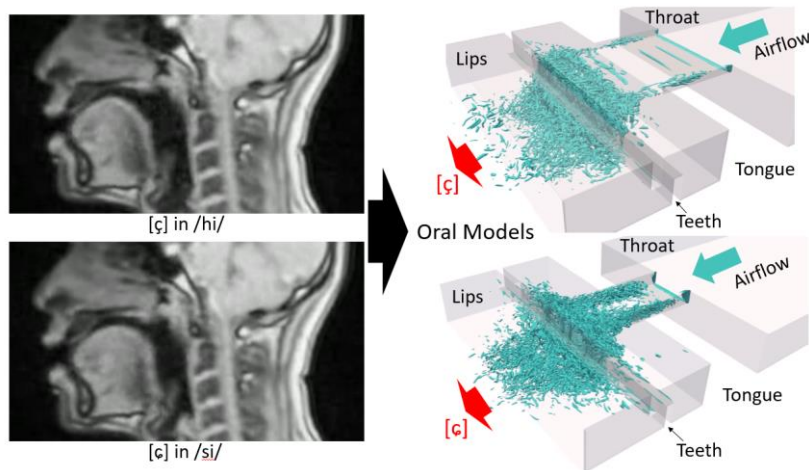 Throat
Lips
Airflow
[ç]
Tongue
Teeth
[ç] in /hi/
Oral Models
Throat
Lips
Airflow
[ɕ]
Tongue
Teeth
[ɕ] in /si/